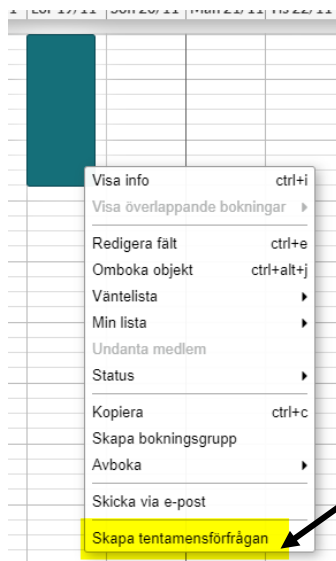 Visa info ctrl+i
Visa överlappande bokningar
Redigera fält ctrl+e
Omboka objekt ctrl+alt+j
Väntelista
Min lista
Undanta medlem
Status
Kopiera ctrl+c
Skapa bokningsgrupp
Avboka
Skicka via e-post
Skapa tentamensförfrågan